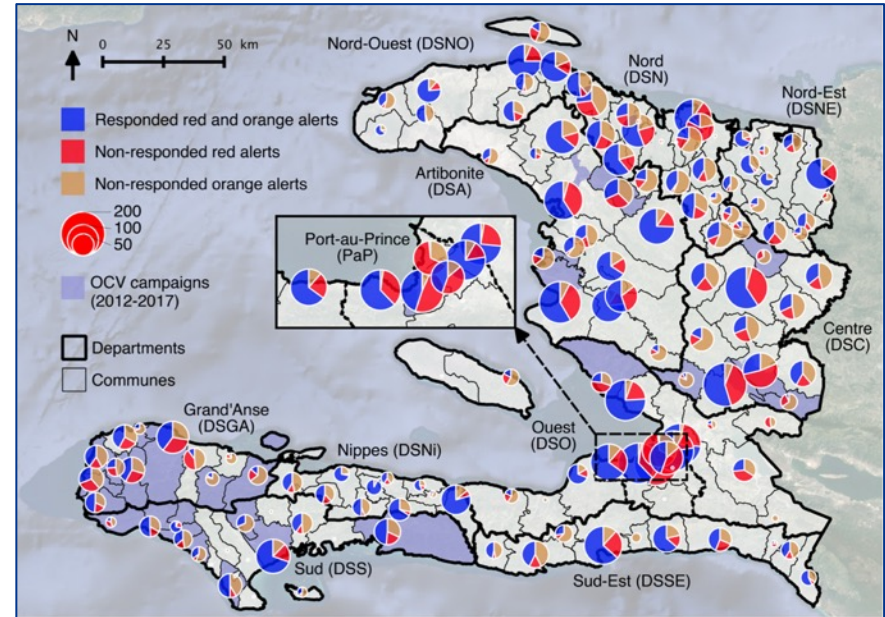 N
0 25 50 km
Responded red and orange alerts
Non-responded red alerts
Non-responded orange alerts
200
100
50
OCV campaigns
(2012-2017)
Departments
Communes
Nord-Ouest (DSNO)
Nord
(DSN)
Nord-Est
(DSNE)
Artibonite
(DSA)
Port-au-Prince
(PaP)
Centre
(DSC)
Grand'Anse
(DSGA)
Nippes (DSNi)
Ouest
(DSO)
Sud (DSS)
Sud-Est (DSSE)